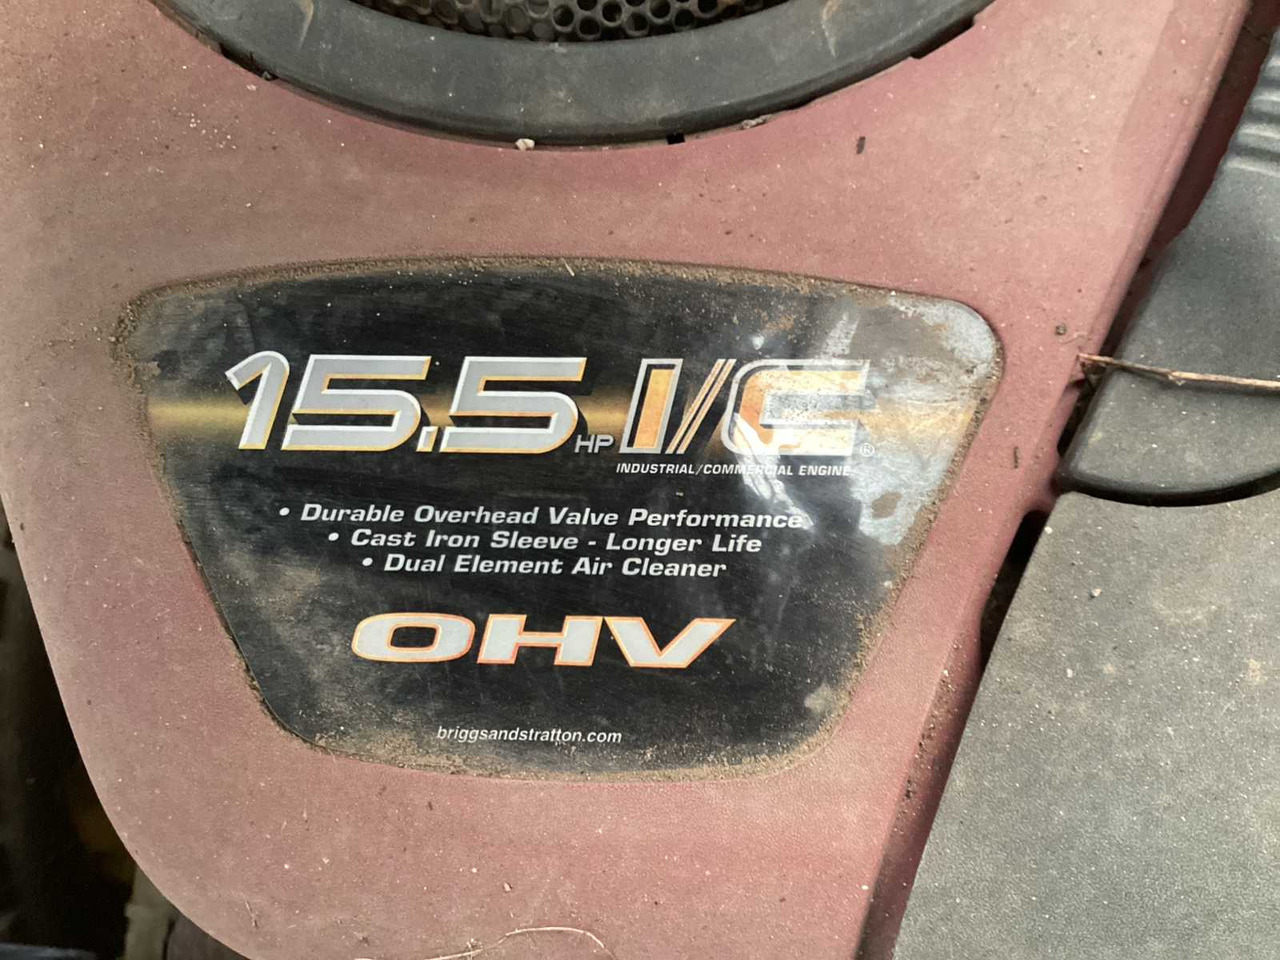 15.5 HP I/C®
INDUSTRIAL/COMMERCIAL ENGINE
• Durable Overhead Valve Performance
• Cast Iron Sleeve - Longer Life
• Dual Element Air Cleaner
OHV
briggsandstratton.com